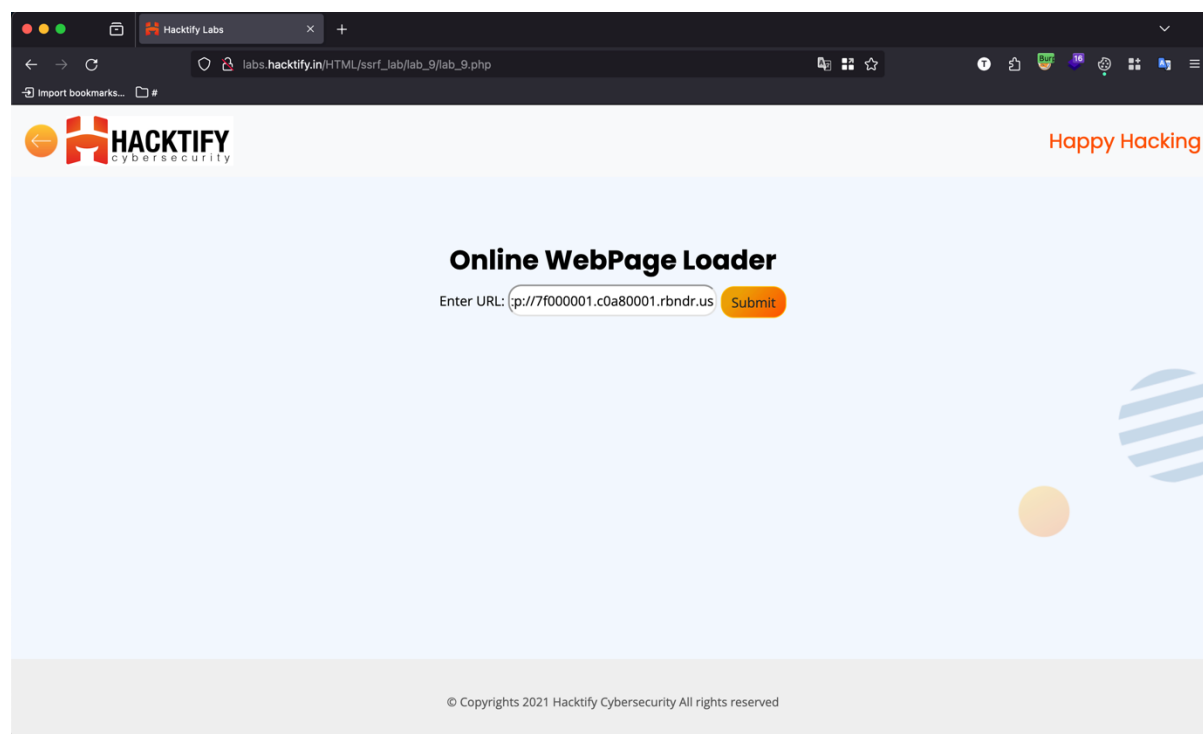 Hacktify Labs
labs.hacktify.in/HTML/ssrf_lab/lab_9/lab_9.php
16
Import bookmarks...
#
HACKTIFY
cybersecurity
Happy Hacking
Online WebPage Loader
Enter URL: :p://7f000001.c0a80001.rbndr.us Submit
© Copyrights 2021 Hacktify Cybersecurity All rights reserved